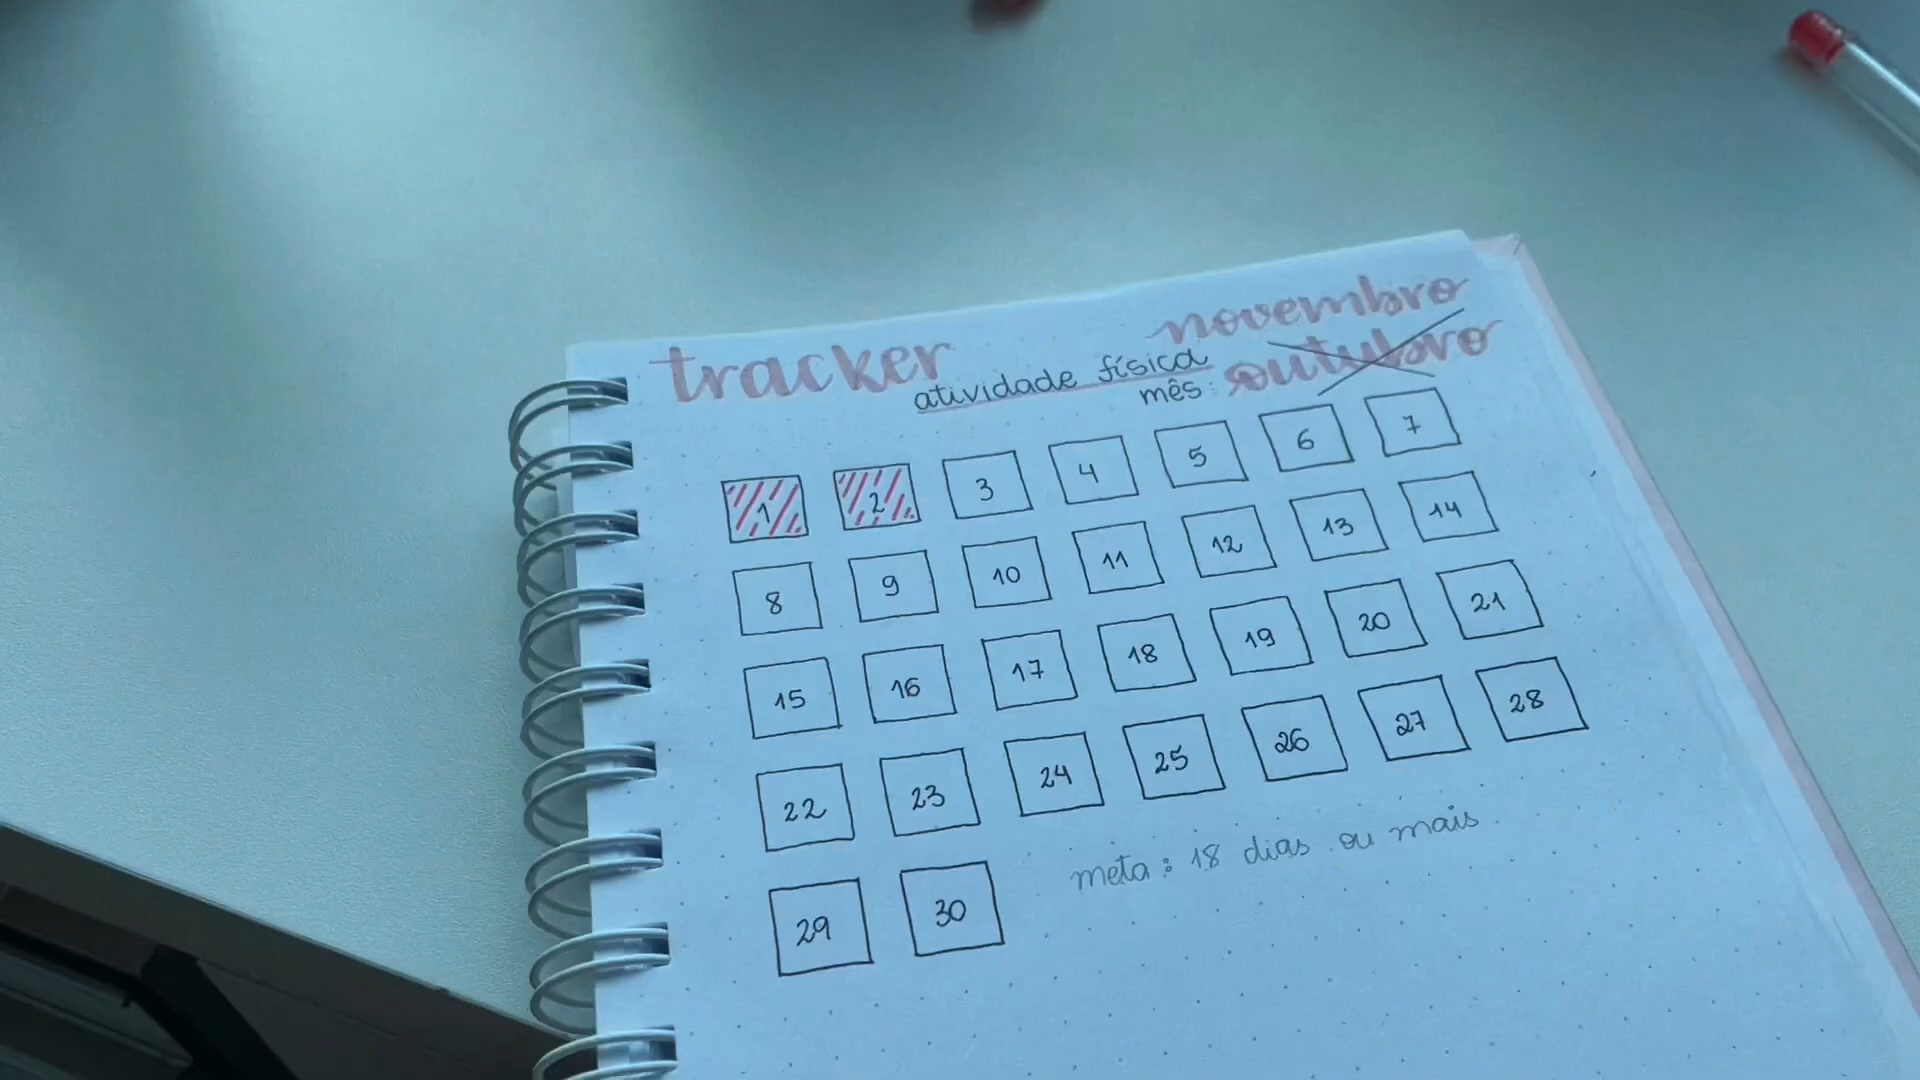 novembro
tracker atividade física mês: outubro
1 2 3 4 5 6 7
8 9 10 11 12 13 14
15 16 17 18 19 20 21
22 23 24 25 26 27 28
29 30
meta: 18 dias ou mais